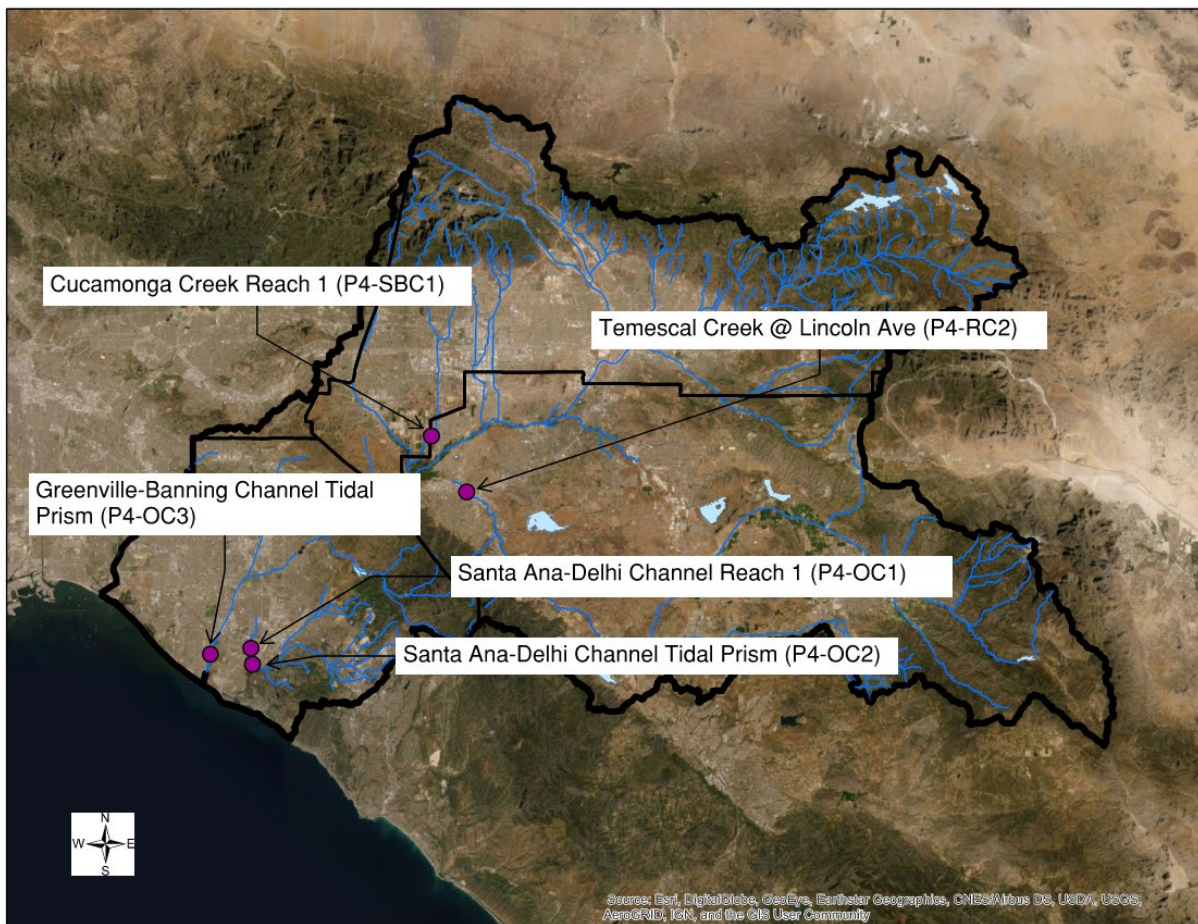 Cucamonga Creek Reach 1 (P4-SBC1)
Temescal Creek @ Lincoln Ave (P4-RC2)
Greenville-Banning Channel Tidal
Prism (P4-OC3)
Santa Ana-Delhi Channel Reach 1 (P4-OC1)
Santa Ana-Delhi Channel Tidal Prism (P4-OC2)
N
W E
S
Source: Esri, DigitalGlobe, GeoEye, Earthstar Geographics, CNES/Airbus DS, USDA, USGS,
AeroGRID, IGN, and the GIS User Community